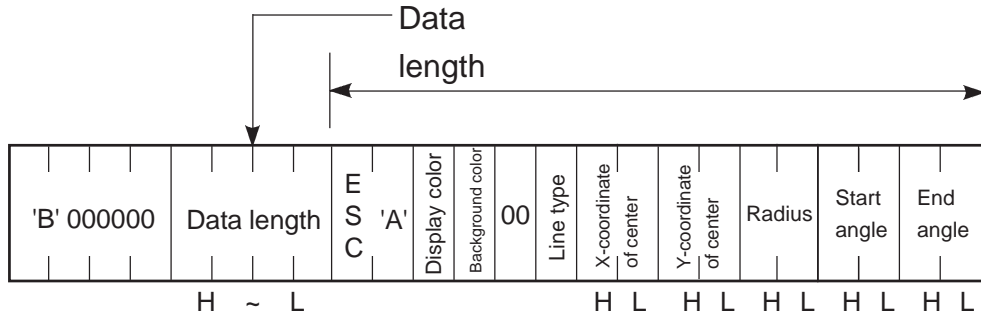 Data
length
'B' 000000
Data length
E
S
C
'A'
Display color
Background color
00
Line type
X-coordinate
of center
Y-coordinate
of center
Radius
Start
angle
End
angle
H ~ L H L H L H L H L H L